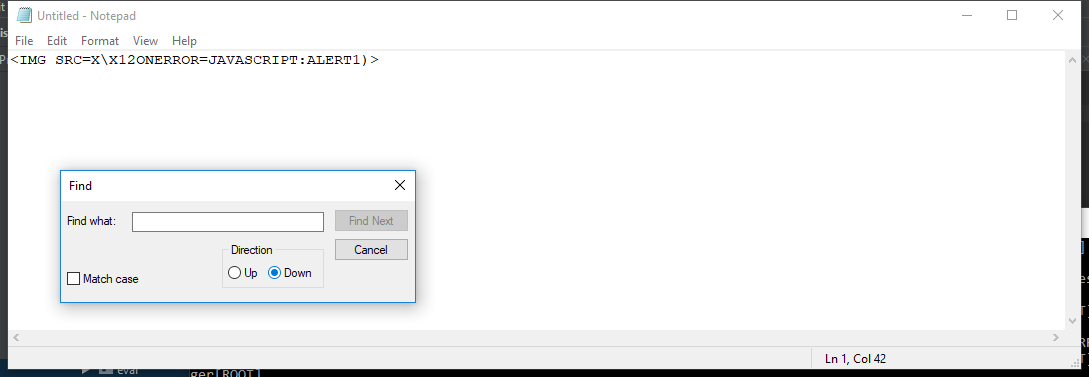 Untitled - Notepad
File Edit Format View Help
<IMG SRC=X\X12ONERROR=JAVASCRIPT:ALERT1)>
Find
Find what:
Find Next
Direction
Cancel
Up Down
Match case
Ln 1, Col 42
eval
ger[ROOT]